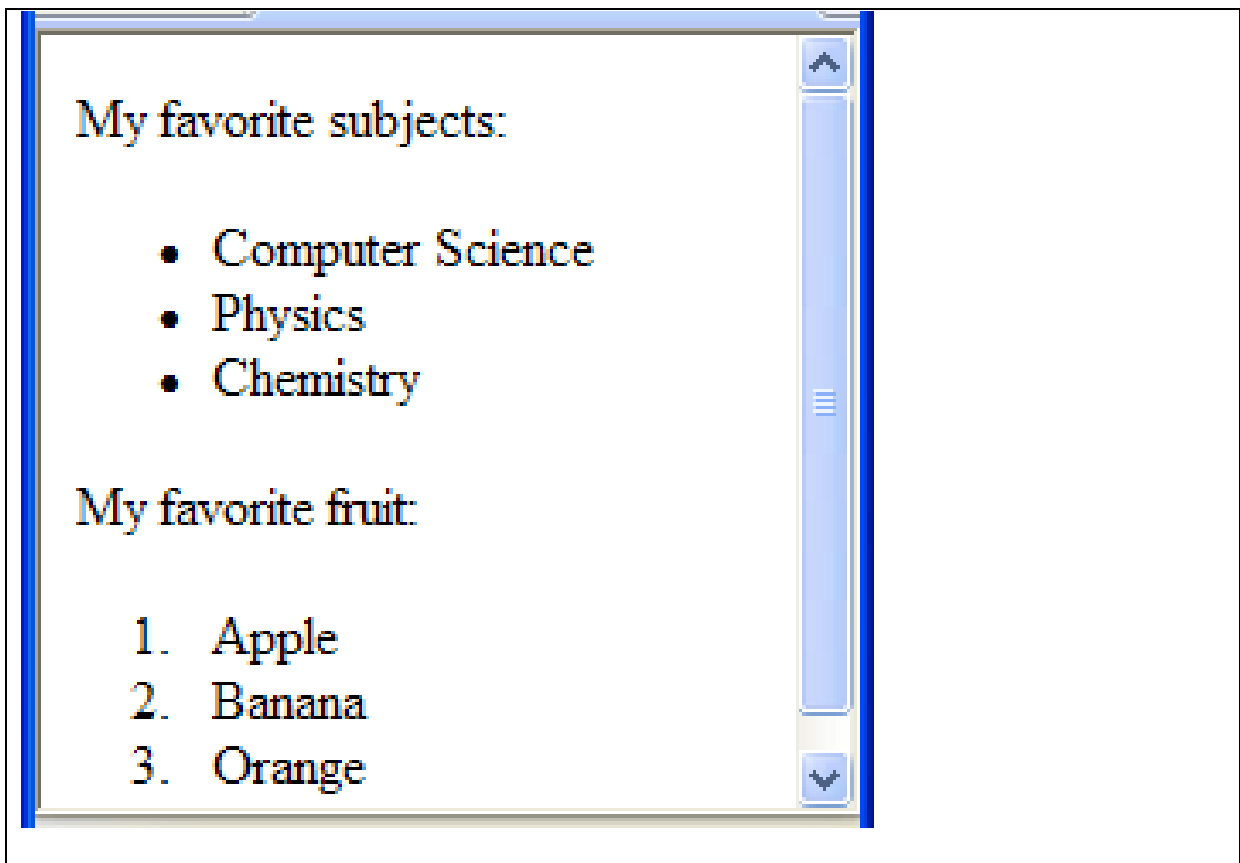 My favorite subjects:
• Computer Science
• Physics
• Chemistry
My favorite fruit:
1. Apple
2. Banana
3. Orange